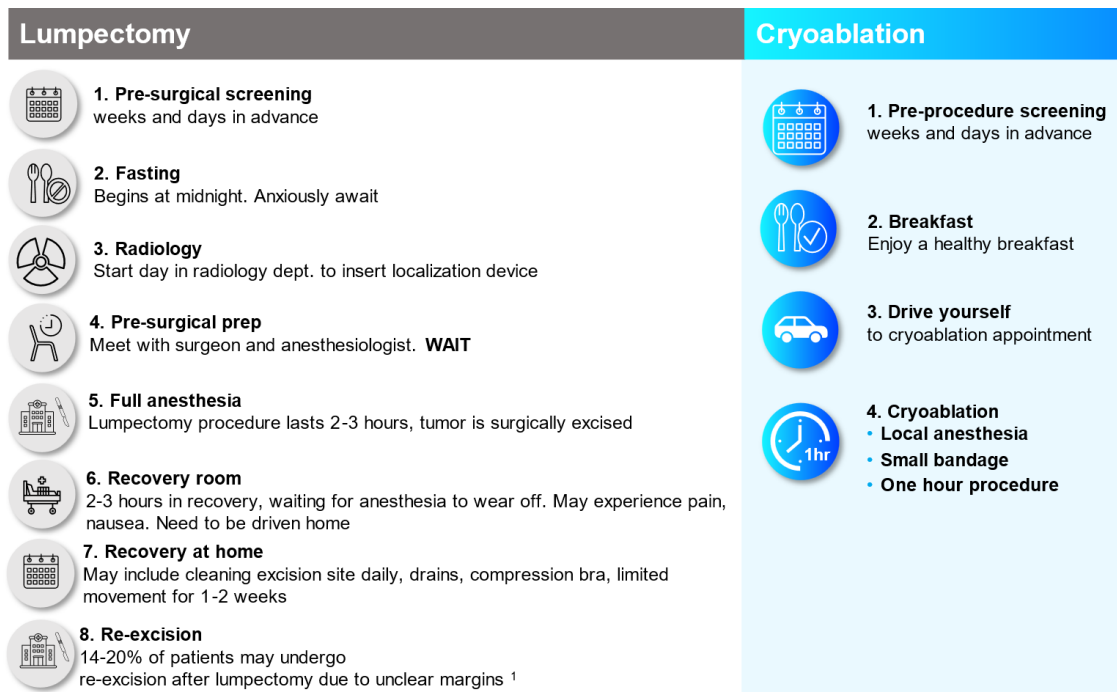 Lumpectomy
1. Pre-surgical screening
weeks and days in advance
2. Fasting
Begins at midnight. Anxiously await
3. Radiology
Start day in radiology dept. to insert localization device
4. Pre-surgical prep
Meet with surgeon and anesthesiologist. WAIT
5. Full anesthesia
Lumpectomy procedure lasts 2-3 hours, tumor is surgically excised
6. Recovery room
2-3 hours in recovery, waiting for anesthesia to wear off. May experience pain,
nausea. Need to be driven home
7. Recovery at home
May include cleaning excision site daily, drains, compression bra, limited
movement for 1-2 weeks
8. Re-excision
14-20% of patients may undergo
re-excision after lumpectomy due to unclear margins ¹
Cryoablation
1. Pre-procedure screening
weeks and days in advance
2. Breakfast
Enjoy a healthy breakfast
3. Drive yourself
to cryoablation appointment
1hr
4. Cryoablation
• Local anesthesia
• Small bandage
• One hour procedure